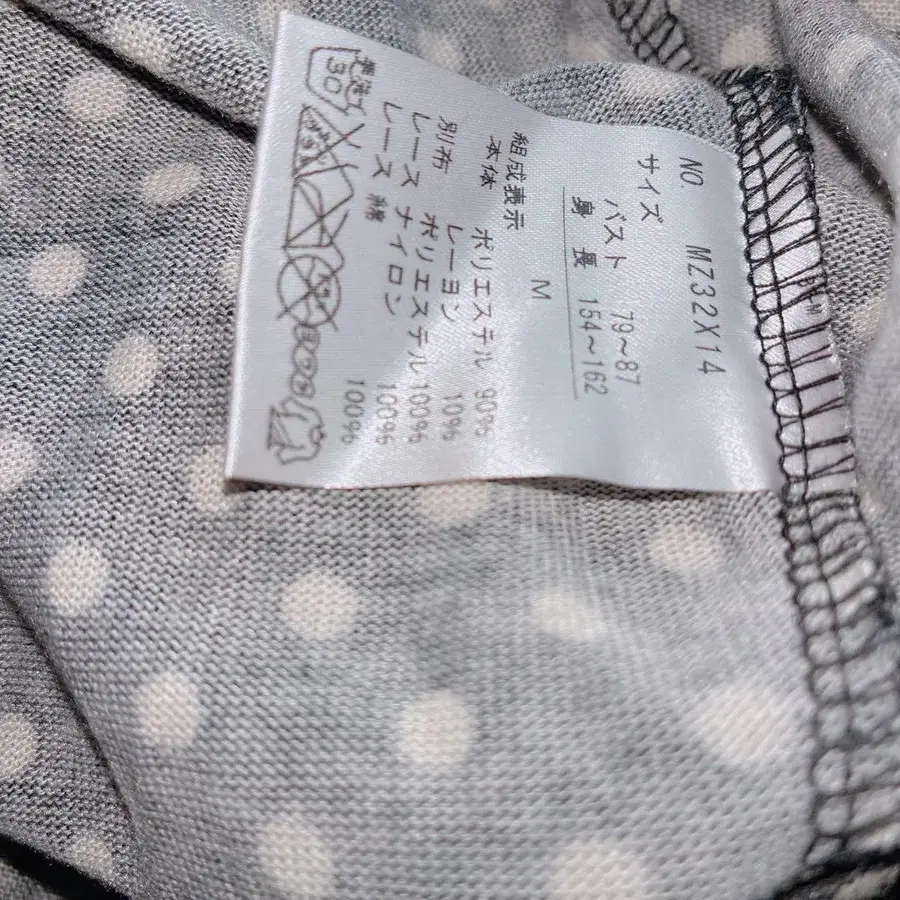 NO. MZ32X14
サイズ
バスト 79～87
身長 154～162
M
組成表示
本体 ポリエステル 90%
レーヨン 10%
別布 ポリエステル 100%
レース ナイロン 100%
レース 綿 100%
30